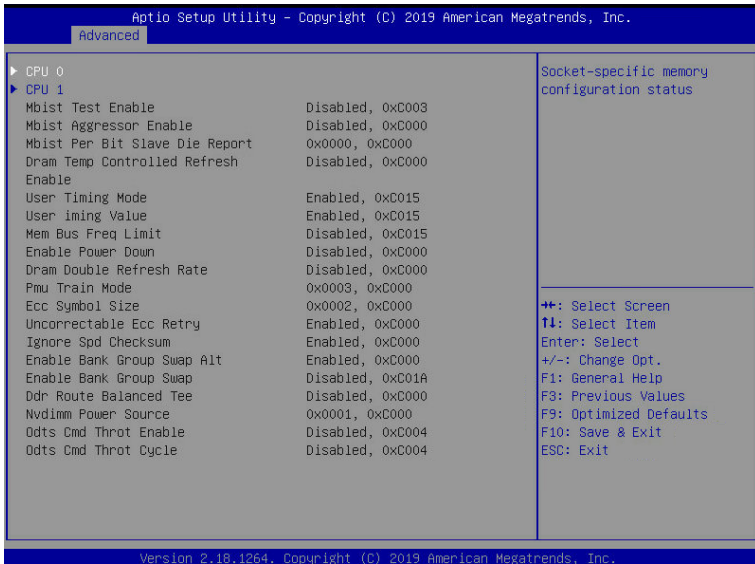 Aptio Setup Utility – Copyright (C) 2019 American Megatrends, Inc.
Advanced
CPU 0
CPU 1
Mbist Test Enable Disabled, 0xC003
Mbist Aggressor Enable Disabled, 0xC000
Mbist Per Bit Slave Die Report 0x0000, 0xC000
Dram Temp Controlled Refresh Disabled, 0xC000
Enable
User Timing Mode Enabled, 0xC015
User iming Value Enabled, 0xC015
Mem Bus Freq Limit Disabled, 0xC015
Enable Power Down Disabled, 0xC000
Dram Double Refresh Rate Disabled, 0xC000
Pmu Train Mode 0x0003, 0xC000
Ecc Symbol Size 0x0002, 0xC000
Uncorrectable Ecc Retry Enabled, 0xC000
Ignore Spd Checksum Enabled, 0xC000
Enable Bank Group Swap Alt Enabled, 0xC000
Enable Bank Group Swap Disabled, 0xC01A
Ddr Route Balanced Tee Disabled, 0xC000
Nvdimm Power Source 0x0001, 0xC000
Odts Cmd Throt Enable Disabled, 0xC004
Odts Cmd Throt Cycle Disabled, 0xC004
Socket-specific memory
configuration status
→←: Select Screen
↑↓: Select Item
Enter: Select
+/-: Change Opt.
F1: General Help
F3: Previous Values
F9: Optimized Defaults
F10: Save & Exit
ESC: Exit
Version 2.18.1264. Copyright (C) 2019 American Megatrends, Inc.